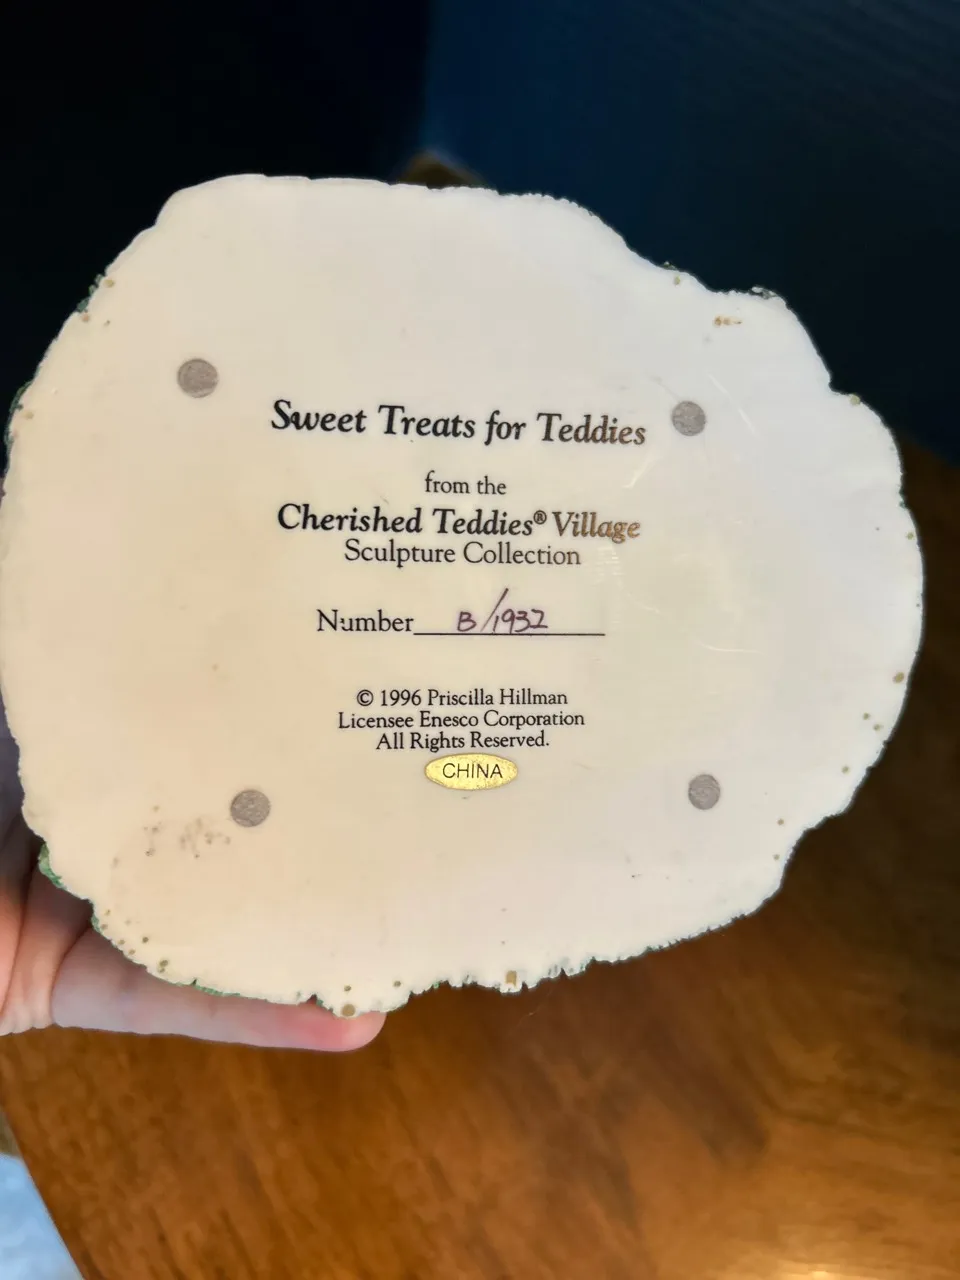 Sweet Treats for Teddies
from the
Cherished Teddies® Village
Sculpture Collection
Number B/1932
© 1996 Priscilla Hillman
Licensee Enesco Corporation
All Rights Reserved.
CHINA